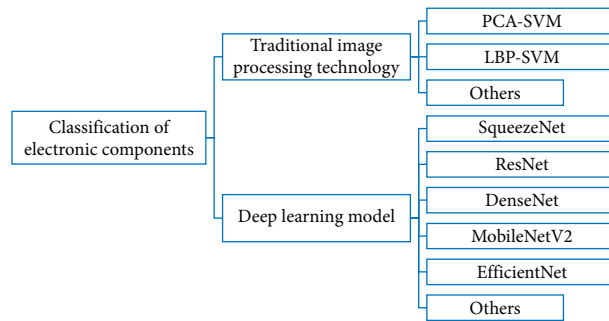 Classification of
electronic components
Traditional image
processing technology
PCA-SVM
LBP-SVM
Others
Deep learning model
SqueezeNet
ResNet
DenseNet
MobileNetV2
EfficientNet
Others